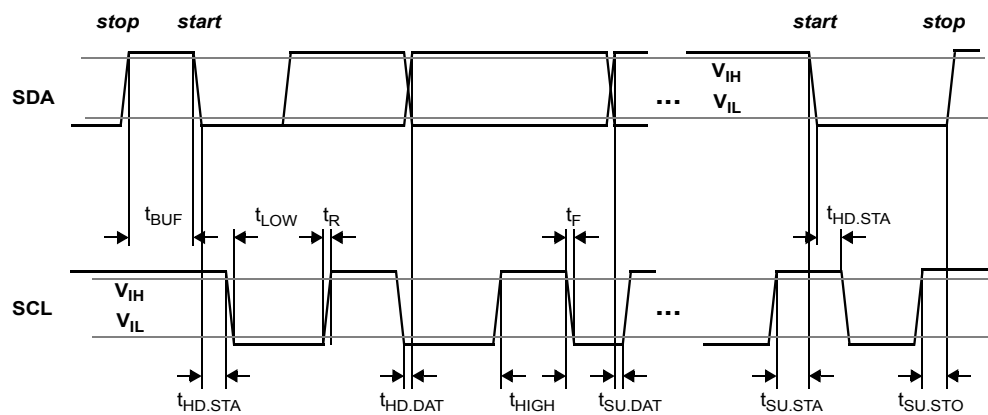 stop start start stop
SDA V_IH
V_IL
...
t_BUF t_LOW t_R t_F t_HD.STA
SCL V_IH
V_IL
...
t_HD.STA t_HD.DAT t_HIGH t_SU.DAT t_SU.STA t_SU.STO